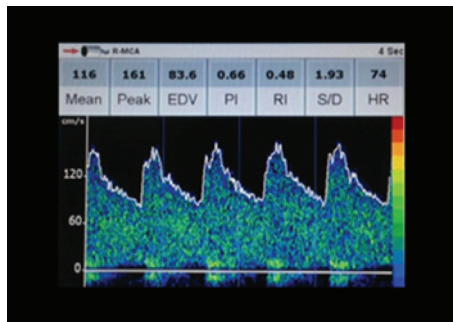 R-MCA 4 Sec
116 161 83.6 0.66 0.48 1.93 74
Mean Peak EDV PI RI S/D HR
cm/s
120
60
0